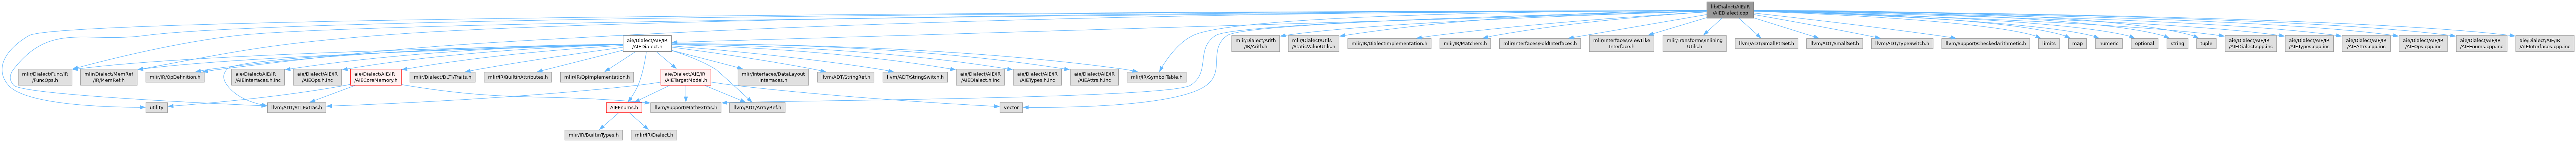 lib/Dialect/AIE/IR
/AIEDialect.cpp
aie/Dialect/AIE/IR
/AIEDialect.h
mlir/Dialect/Arith
/IR/Arith.h
mlir/Dialect/Utils
/StaticValueUtils.h
mlir/IR/DialectImplementation.h
mlir/IR/Matchers.h
mlir/Interfaces/FoldInterfaces.h
mlir/Interfaces/ViewLike
Interface.h
mlir/Transforms/Inlining
Utils.h
llvm/ADT/SmallPtrSet.h
llvm/ADT/SmallSet.h
llvm/ADT/TypeSwitch.h
llvm/Support/CheckedArithmetic.h
limits
map
numeric
optional
string
tuple
aie/Dialect/AIE/IR
/AIEDialect.cpp.inc
aie/Dialect/AIE/IR
/AIETypes.cpp.inc
aie/Dialect/AIE/IR
/AIEAttrs.cpp.inc
aie/Dialect/AIE/IR
/AIEOps.cpp.inc
aie/Dialect/AIE/IR
/AIEEnums.cpp.inc
aie/Dialect/AIE/IR
/AIEInterfaces.cpp.inc
mlir/Dialect/Func/IR
/FuncOps.h
mlir/Dialect/MemRef
/IR/MemRef.h
mlir/IR/OpDefinition.h
aie/Dialect/AIE/IR
/AIEInterfaces.h.inc
aie/Dialect/AIE/IR
/AIEOps.h.inc
aie/Dialect/AIE/IR
/AIECoreMemory.h
mlir/Dialect/DLTI/Traits.h
mlir/IR/BuiltinAttributes.h
mlir/IR/OpImplementation.h
aie/Dialect/AIE/IR
/AIETargetModel.h
mlir/Interfaces/DataLayout
Interfaces.h
llvm/ADT/StringRef.h
llvm/ADT/StringSwitch.h
aie/Dialect/AIE/IR
/AIEDialect.h.inc
aie/Dialect/AIE/IR
/AIETypes.h.inc
aie/Dialect/AIE/IR
/AIEAttrs.h.inc
mlir/IR/SymbolTable.h
utility
llvm/ADT/STLExtras.h
AIEEnums.h
llvm/Support/MathExtras.h
llvm/ADT/ArrayRef.h
vector
mlir/IR/BuiltinTypes.h
mlir/IR/Dialect.h